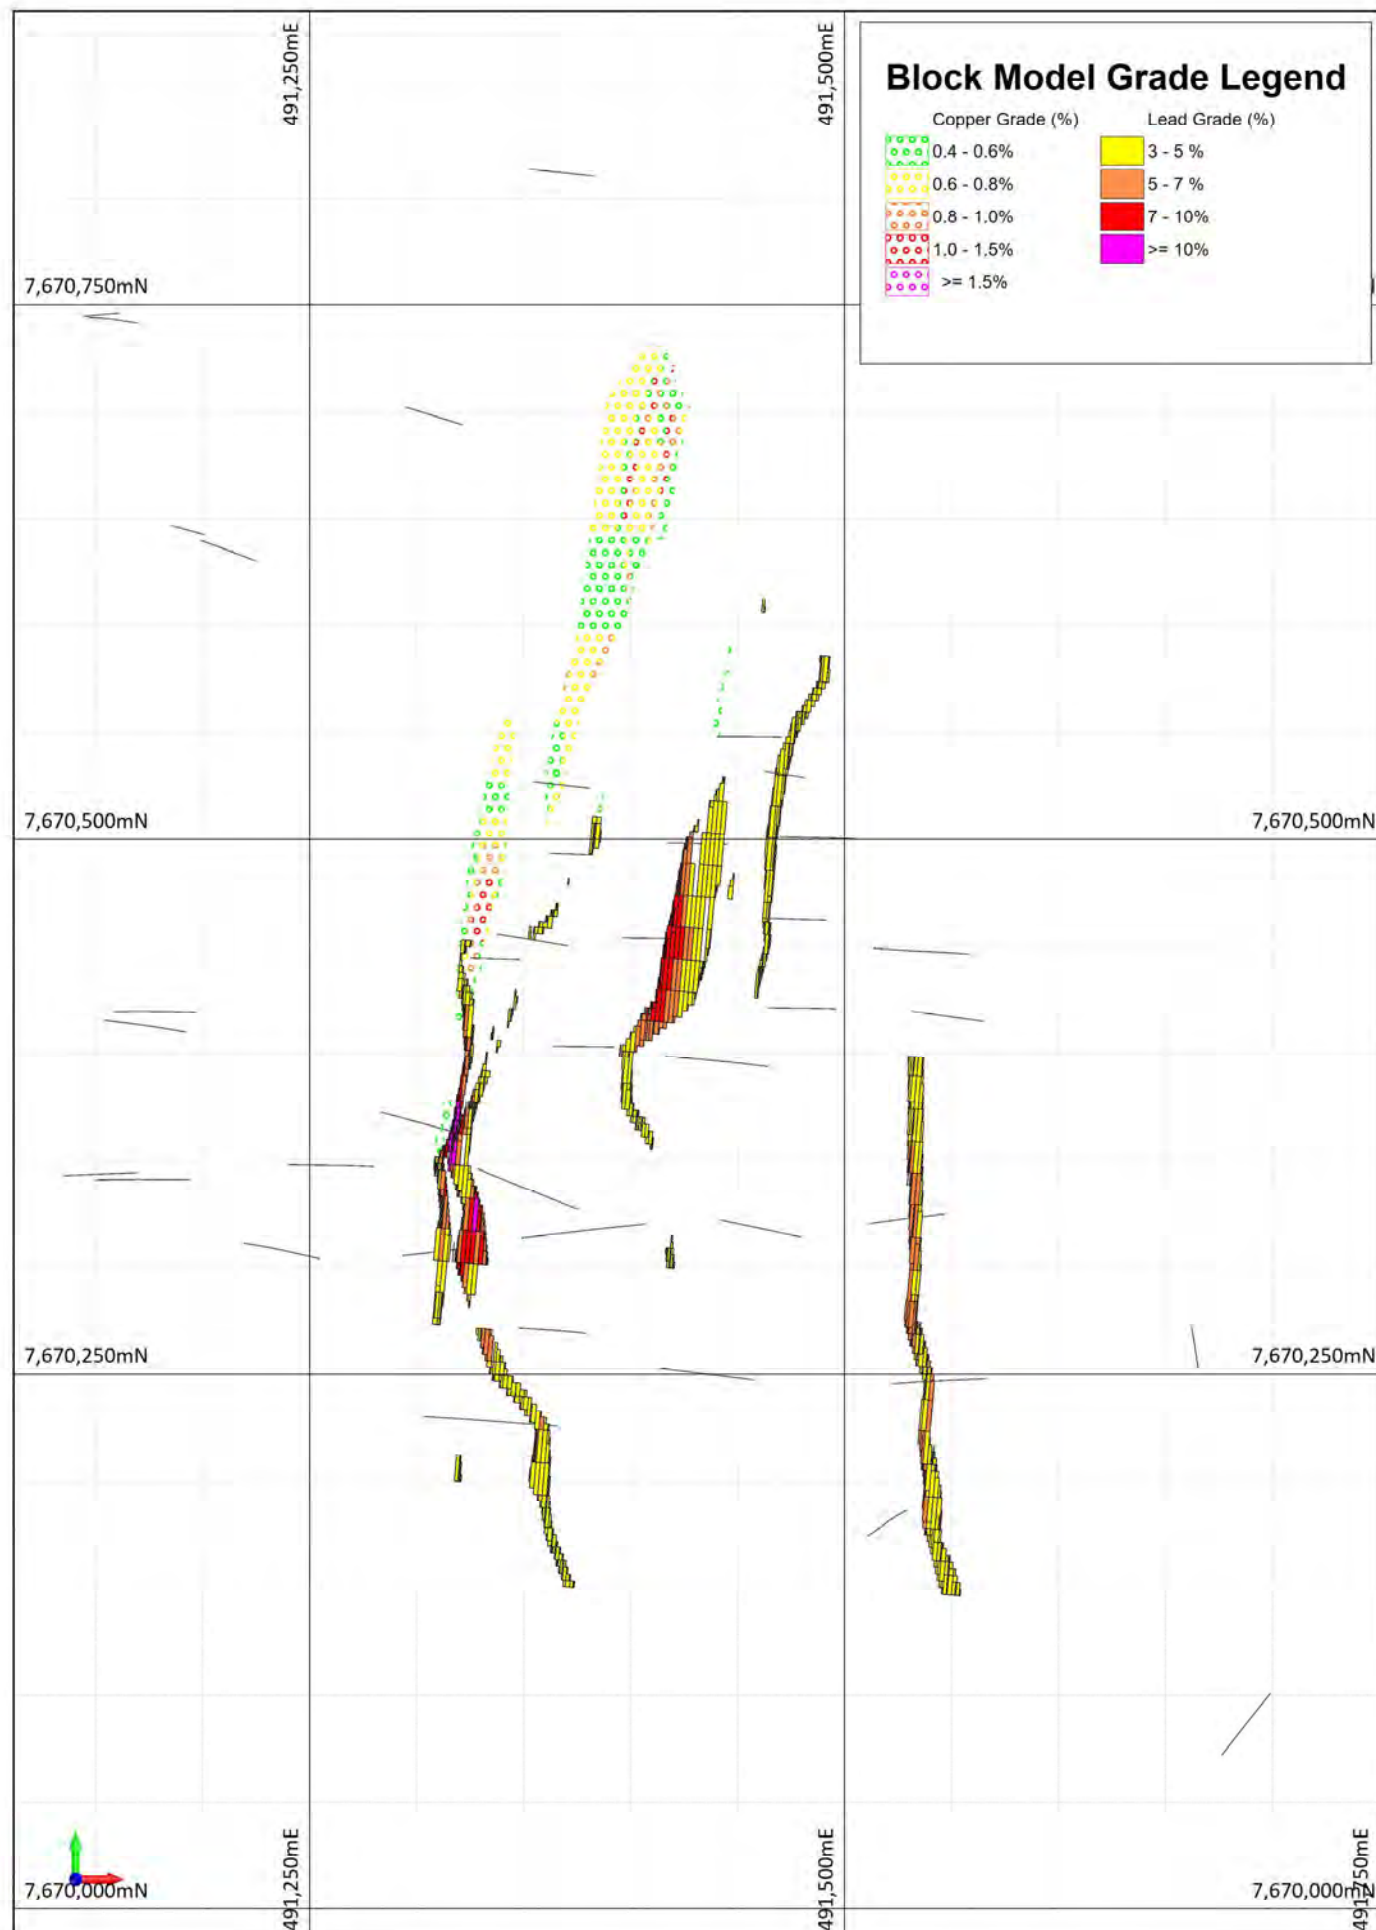 491,250mE
491,500mE
Block Model Grade Legend
Copper Grade (%)
Lead Grade (%)
0.4 - 0.6%
3 - 5 %
0.6 - 0.8%
5 - 7 %
0.8 - 1.0%
7 - 10%
1.0 - 1.5%
>= 10%
>= 1.5%
7,670,750mN
7,670,500mN
7,670,500mN
7,670,250mN
7,670,250mN
491,250mE
491,500mE
491,750mE
7,670,000mN
7,670,000mN